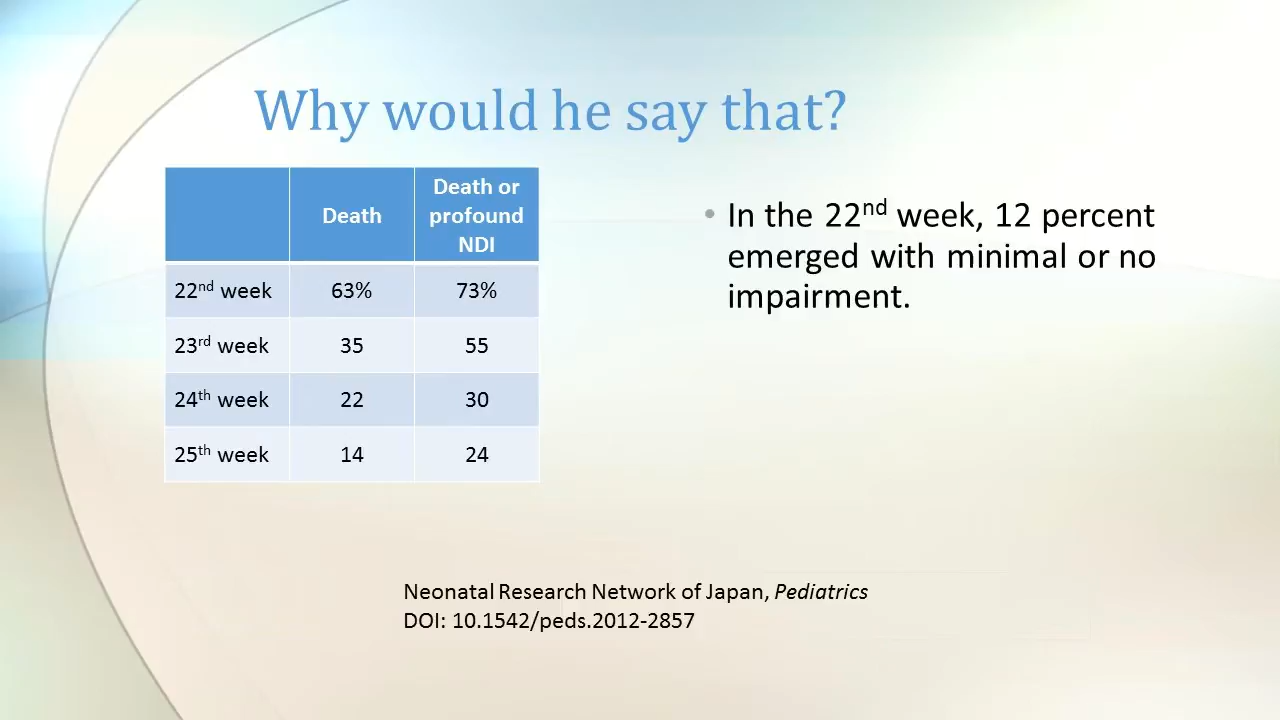 Why would he say that?
Death
Death or
profound
NDI
22nd week 63% 73%
23rd week 35 55
24th week 22 30
25th week 14 24
• In the 22nd week, 12 percent
emerged with minimal or no
impairment.
Neonatal Research Network of Japan, Pediatrics
DOI: 10.1542/peds.2012-2857